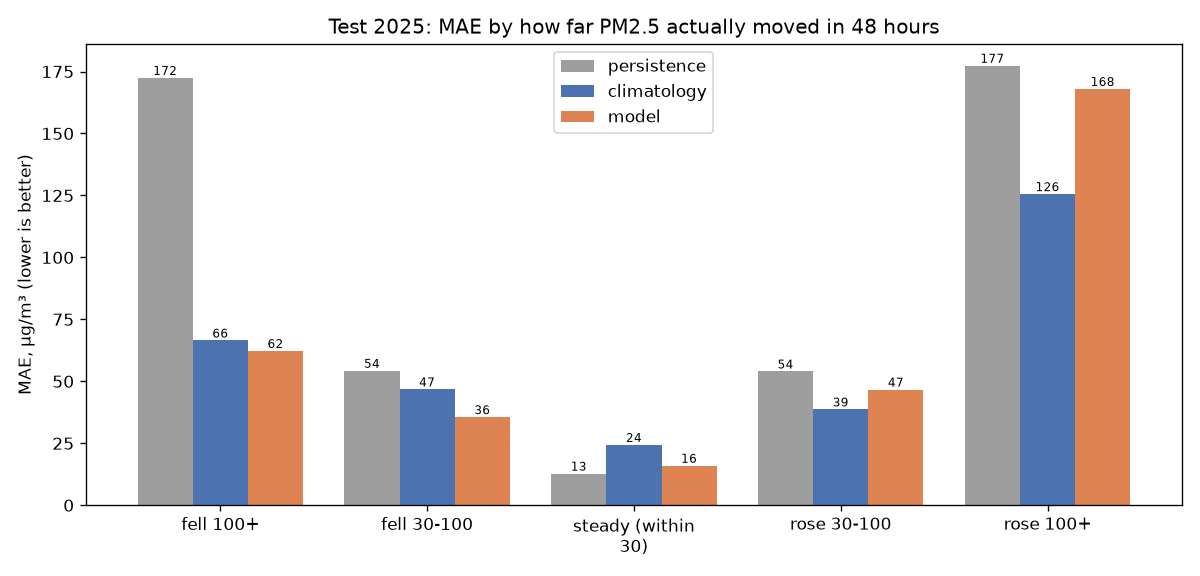 Test 2025: MAE by how far PM2.5 actually moved in 48 hours
MAE, µg/m³ (lower is better)
175
150
125
100
75
50
25
0
persistence
climatology
model
172
66
62
54
47
36
13
24
16
54
39
47
177
126
168
fell 100+
fell 30-100
steady (within
30)
rose 30-100
rose 100+